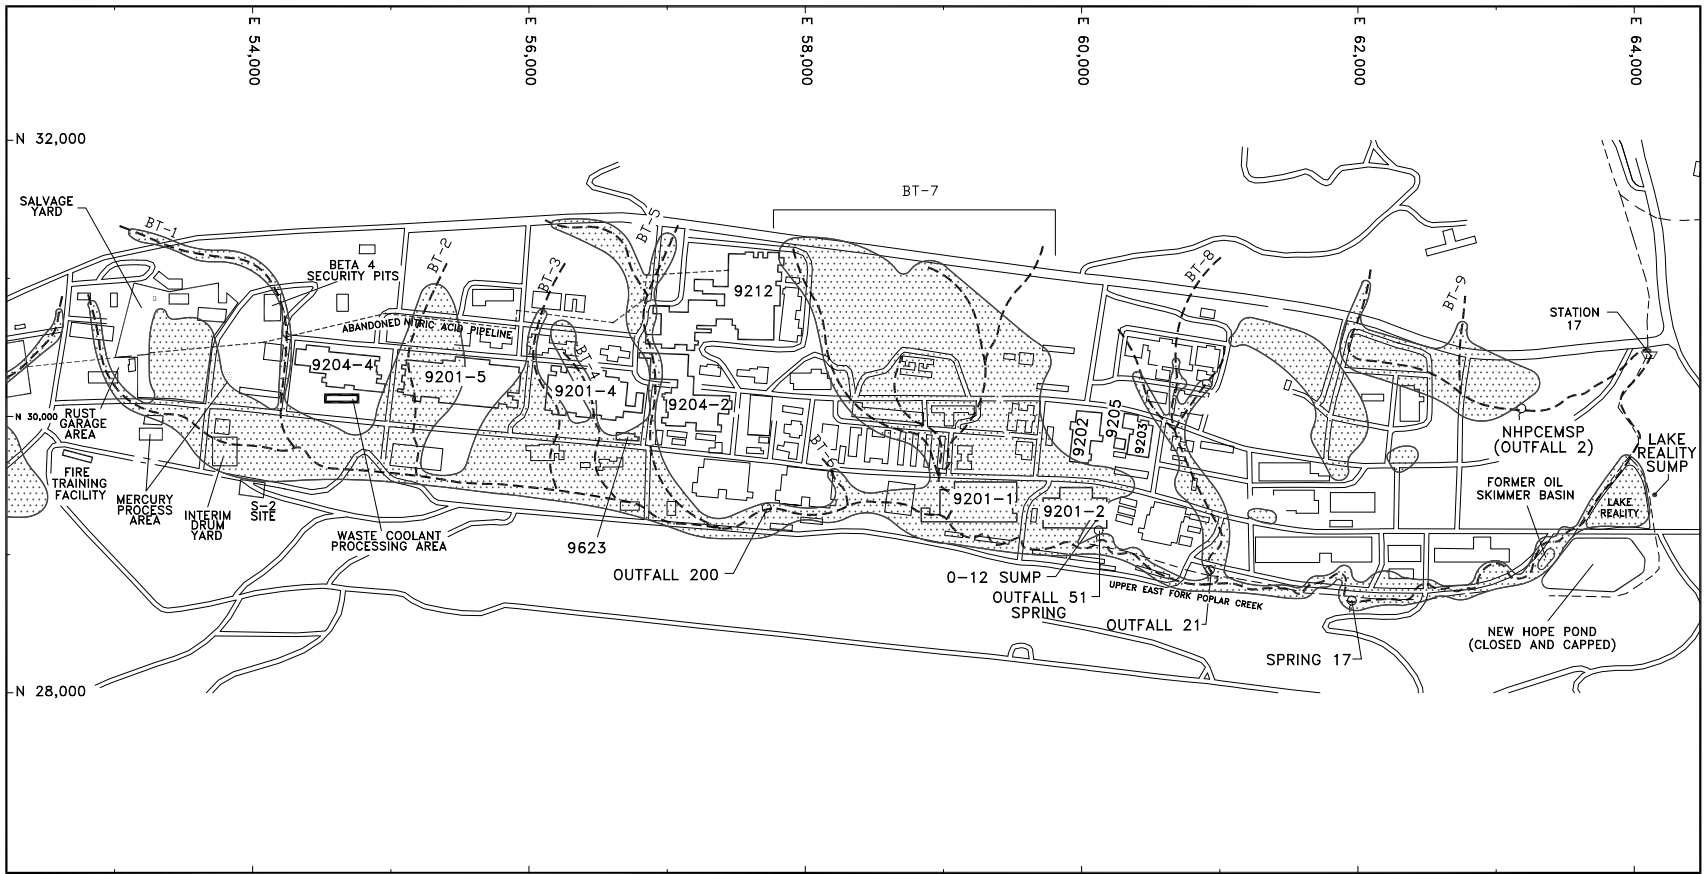 E 54,000
E 56,000
E 58,000
E 60,000
E 62,000
E 64,000
N 32,000
SALVAGE
YARD
BT-1
BETA 4
SECURITY PITS
BT-2
BT-3
BT-5
BT-7
BT-8
BT-9
9212
STATION
17
ABANDONED NITRIC ACID PIPELINE
9204-4
9201-5
BT-4
9201-4
9204-2
N 30,000
RUST
GARAGE
AREA
9202
9205
9203
NHPCEMSP
(OUTFALL 2)
LAKE
REALITY
SUMP
BT-6
FIRE
TRAINING
FACILITY
MERCURY
PROCESS
AREA
INTERIM
DRUM
YARD
S-2
SITE
WASTE COOLANT
PROCESSING AREA
9623
OUTFALL 200
9201-1
9201-2
FORMER OIL
SKIMMER BASIN
LAKE
REALITY
O-12 SUMP
OUTFALL 51
SPRING
UPPER EAST FORK POPLAR CREEK
OUTFALL 21
SPRING 17
NEW HOPE POND
(CLOSED AND CAPPED)
N 28,000